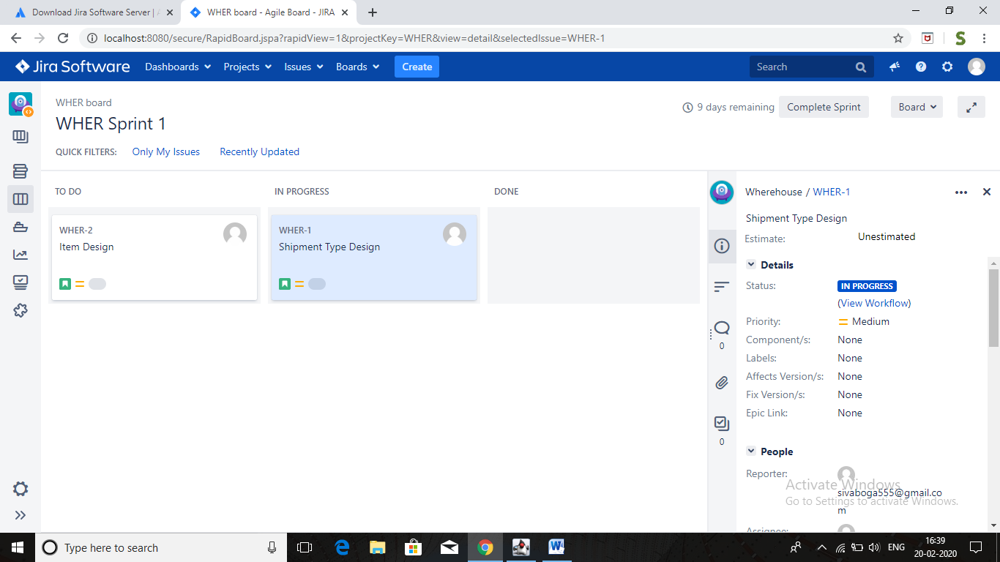 Download Jira Software Server | A
WHER board - Agile Board - JIRA
localhost:8080/secure/RapidBoard.jspa?rapidView=1&projectKey=WHER&view=detail&selectedIssue=WHER-1
S
Jira Software
Dashboards
Projects
Issues
Boards
Create
Search
WHER board
WHER Sprint 1
9 days remaining
Complete Sprint
Board
QUICK FILTERS:
Only My Issues
Recently Updated
TO DO
IN PROGRESS
DONE
WHER-2
Item Design
WHER-1
Shipment Type Design
0
0
Wherehouse / WHER-1
Shipment Type Design
Estimate: Unestimated
Details
Status: IN PROGRESS
(View Workflow)
Priority: Medium
Component/s: None
Labels: None
Affects Version/s: None
Fix Version/s: None
Epic Link: None
People
Reporter:
sivaboga555@gmail.co
m
Assignee:
Activate Windows
Go to Settings to activate Windows.
Type here to search
ENG
16:39
20-02-2020